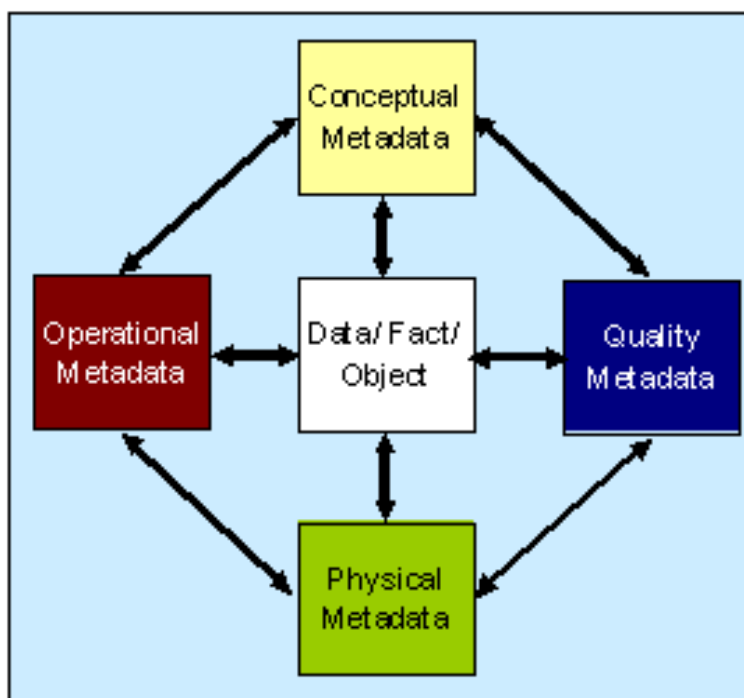 Conceptual
Metadata
Operational
Metadata
Data/ Fact/
Object
Quality
Metadata
Physical
Metadata